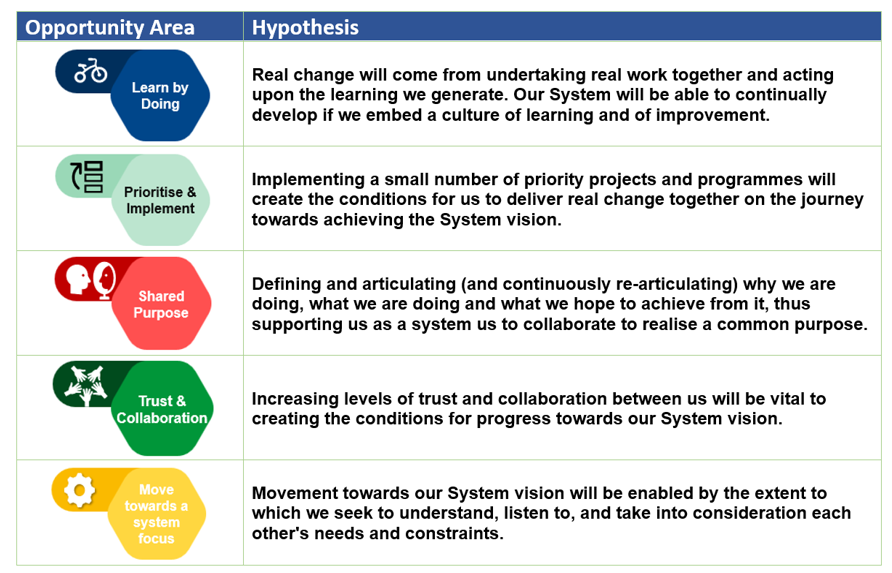 Opportunity Area
Hypothesis
Learn by
Doing
Real change will come from undertaking real work together and acting
upon the learning we generate. Our System will be able to continually
develop if we embed a culture of learning and of improvement.
Prioritise &
Implement
Implementing a small number of priority projects and programmes will
create the conditions for us to deliver real change together on the journey
towards achieving the System vision.
Shared
Purpose
Defining and articulating (and continuously re-articulating) why we are
doing, what we are doing and what we hope to achieve from it, thus
supporting us as a system us to collaborate to realise a common purpose.
Trust &
Collaboration
Increasing levels of trust and collaboration between us will be vital to
creating the conditions for progress towards our System vision.
Move
towards a
system
focus
Movement towards our System vision will be enabled by the extent to
which we seek to understand, listen to, and take into consideration each
other's needs and constraints.